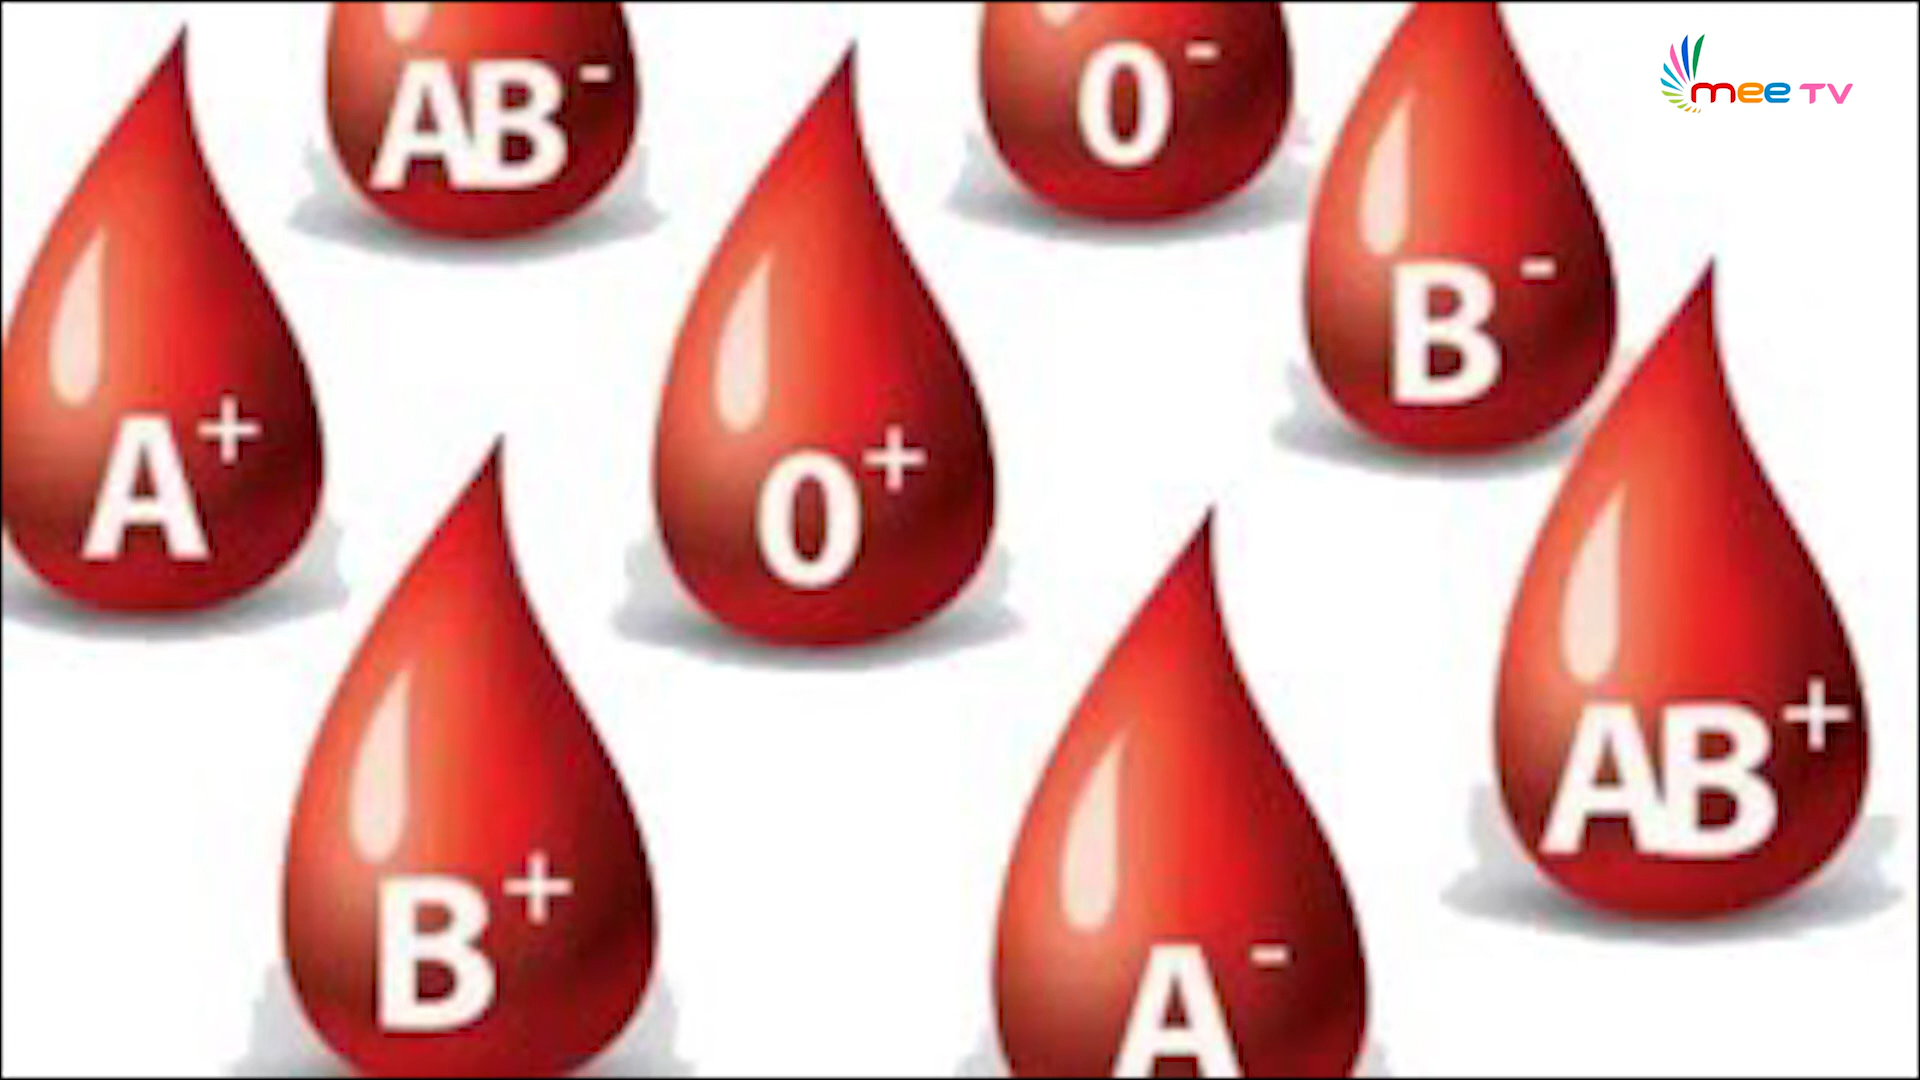 AB-
O-
mee TV
B-
A+
O+
AB+
B+
A-